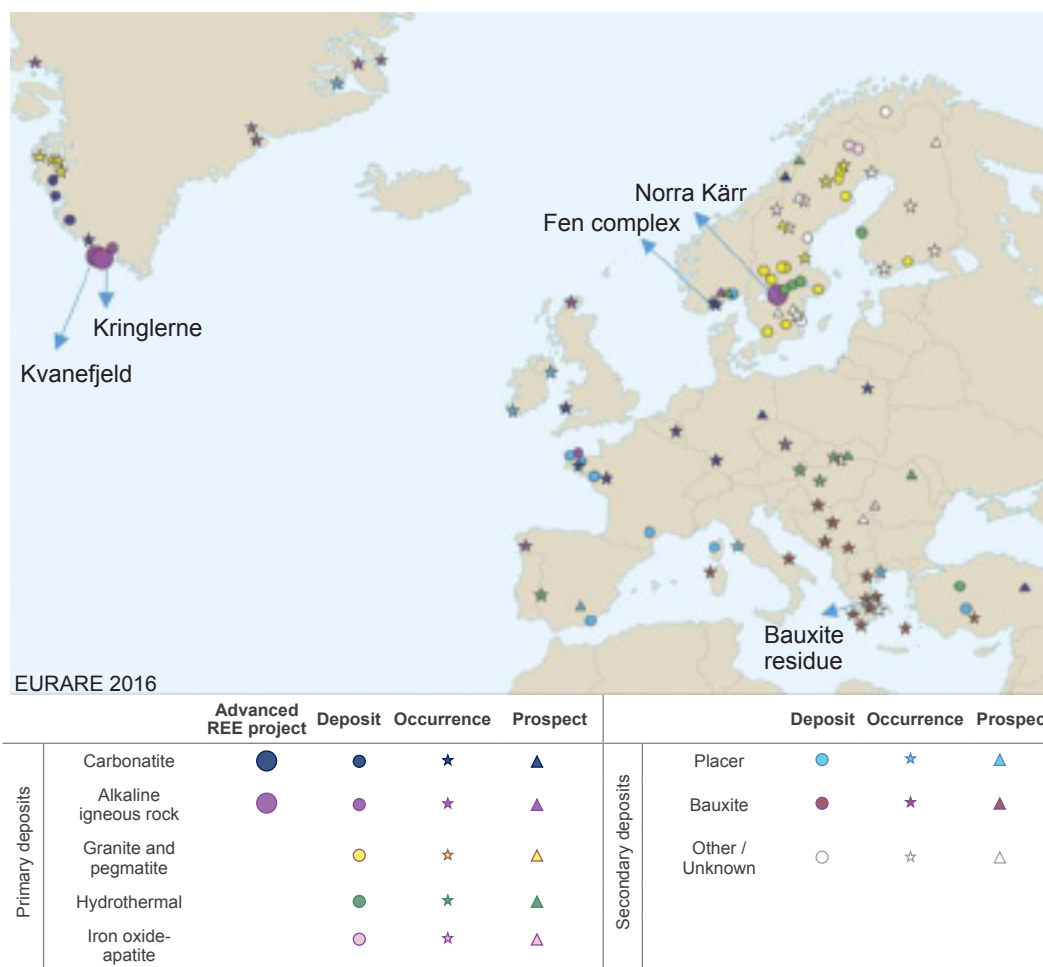 Norra Kärr
Fen complex
Kringlerne
Kvanefjeld
Bauxite
residue
EURARE 2016
Advanced
REE project
Deposit
Occurrence
Prospect
Deposit
Occurrence
Prospec
Primary deposits
Carbonatite
Alkaline
igneous rock
Granite and
pegmatite
Hydrothermal
Iron oxide-
apatite
Secondary deposits
Placer
Bauxite
Other /
Unknown